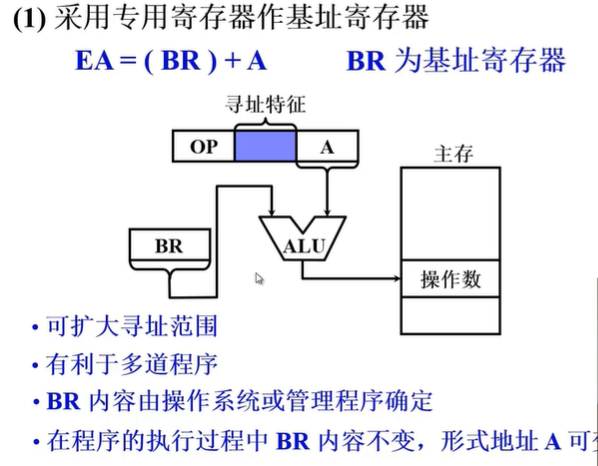 (1) 采用专用寄存器作基址寄存器
EA = ( BR ) + A BR 为基址寄存器
寻址特征
OP A
主存
BR
ALU
操作数
• 可扩大寻址范围
• 有利于多道程序
• BR 内容由操作系统或管理程序确定
• 在程序的执行过程中 BR 内容不变，形式地址 A 可